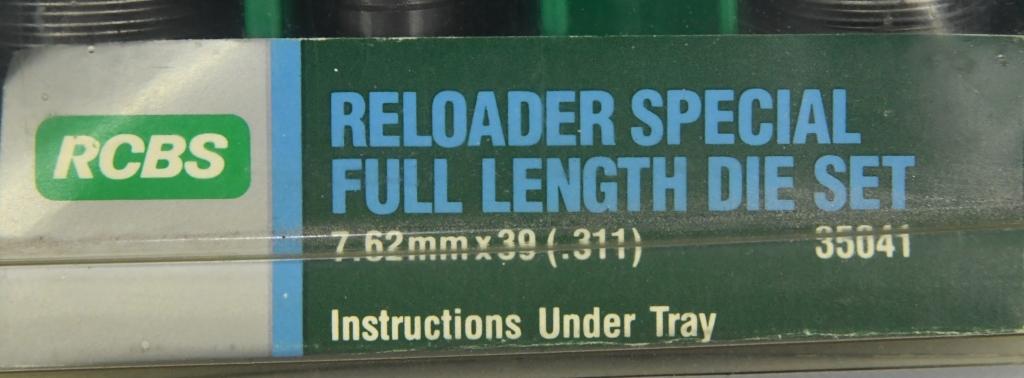 RCBS
RELOADER SPECIAL
FULL LENGTH DIE SET
7.62mm x 39 (.311) 35041
Instructions Under Tray